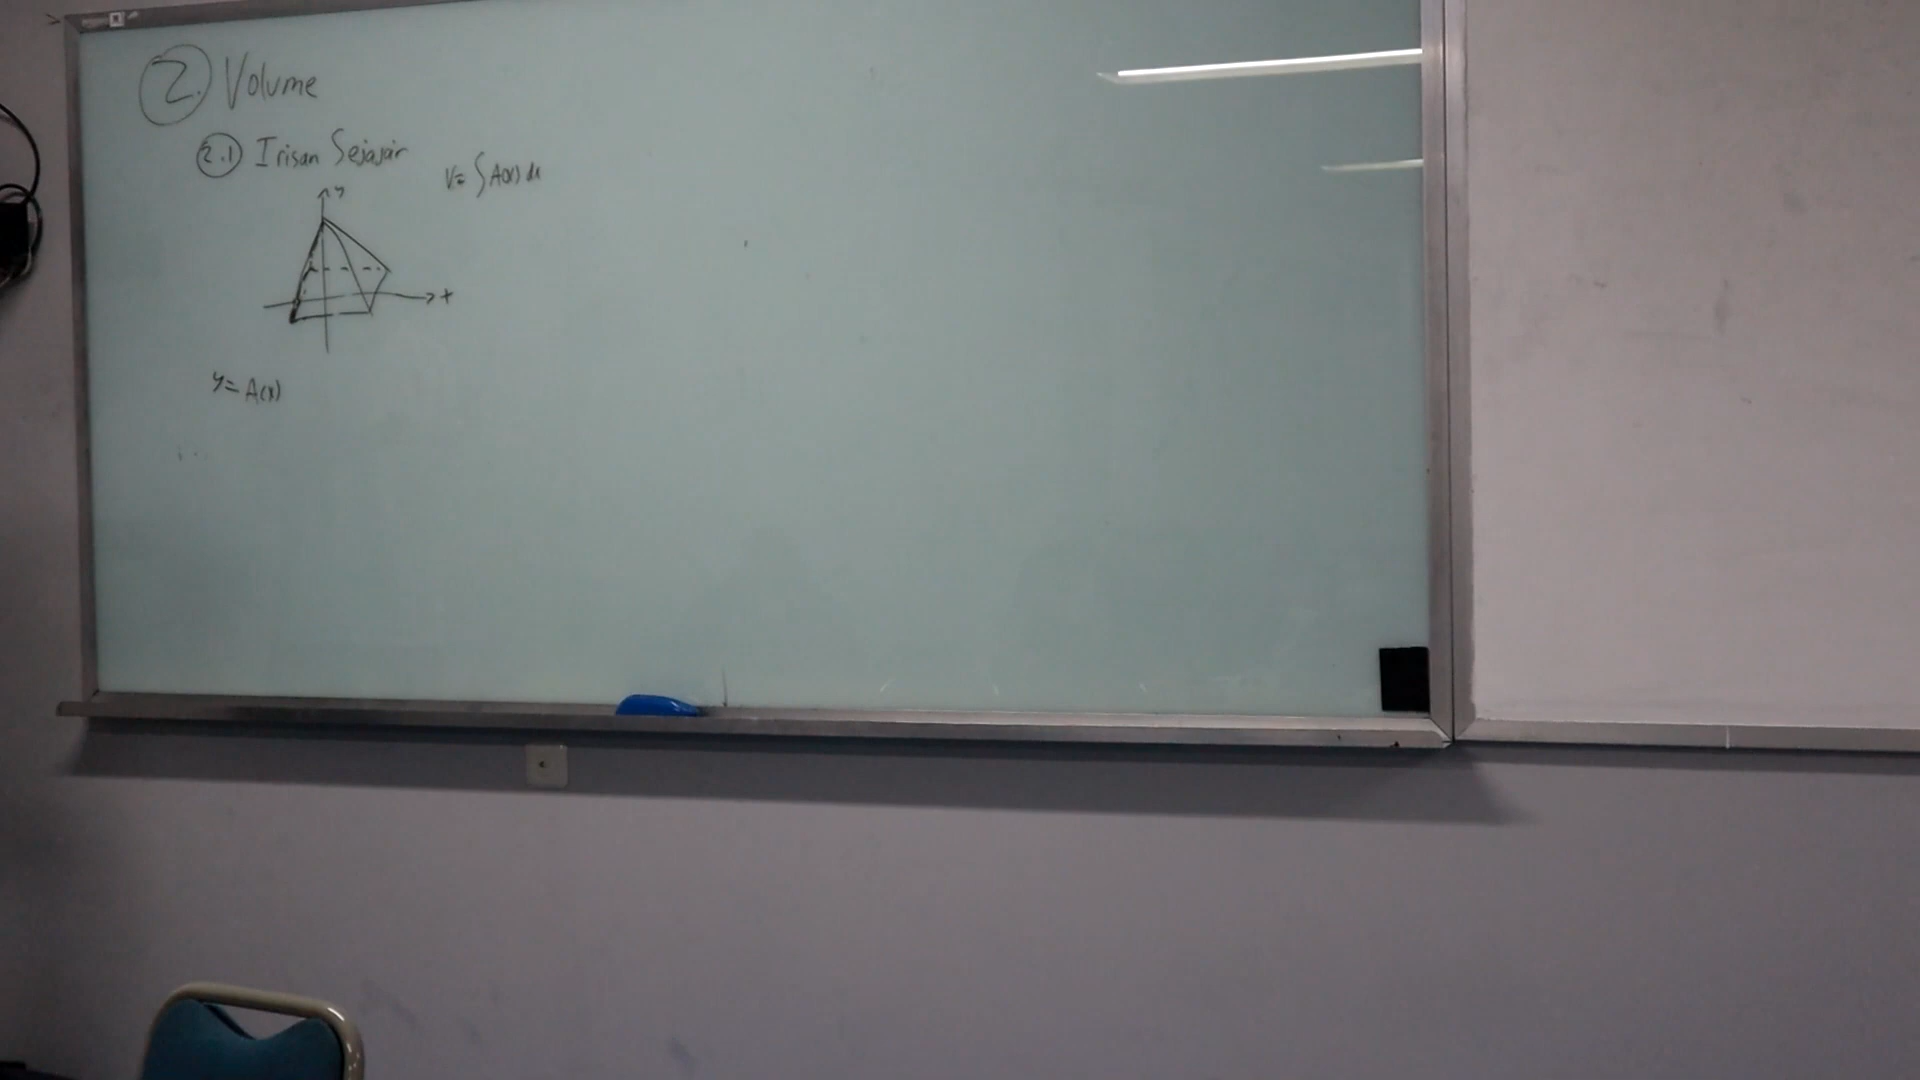 2. Volume
2.1 Irisan Sejajar
V = ∫ A(x) dx
y
x
y = A(x)